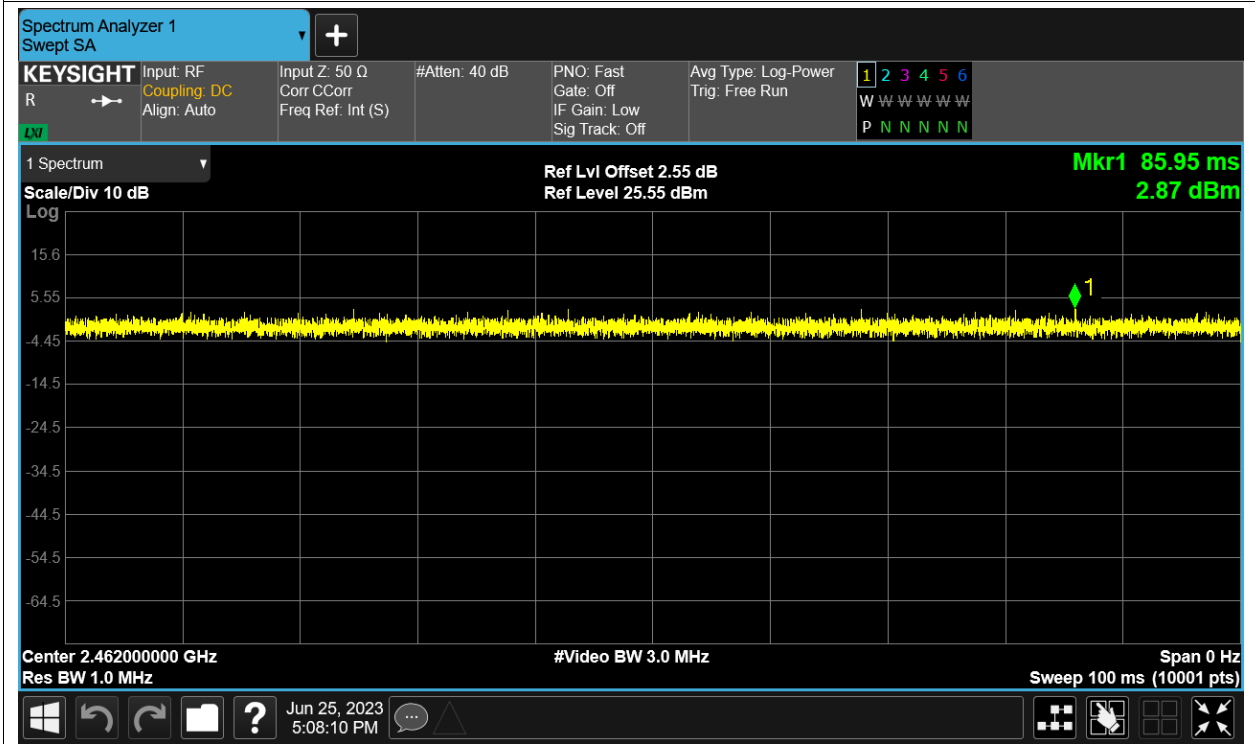 Spectrum Analyzer 1
Swept SA
+
KEYSIGHT
R
LXI
Input: RF
Coupling: DC
Align: Auto
Input Z: 50 Ω
Corr CCorr
Freq Ref: Int (S)
#Atten: 40 dB
PNO: Fast
Gate: Off
IF Gain: Low
Sig Track: Off
Avg Type: Log-Power
Trig: Free Run
1 2 3 4 5 6
W W W W W W
P N N N N N
1 Spectrum
Scale/Div 10 dB
Log
Ref Lvl Offset 2.55 dB
Ref Level 25.55 dBm
Mkr1 85.95 ms
2.87 dBm
15.6
5.55
-4.45
-14.5
-24.5
-34.5
-44.5
-54.5
-64.5
1
Center 2.462000000 GHz
Res BW 1.0 MHz
#Video BW 3.0 MHz
Span 0 Hz
Sweep 100 ms (10001 pts)
?
Jun 25, 2023
5:08:10 PM